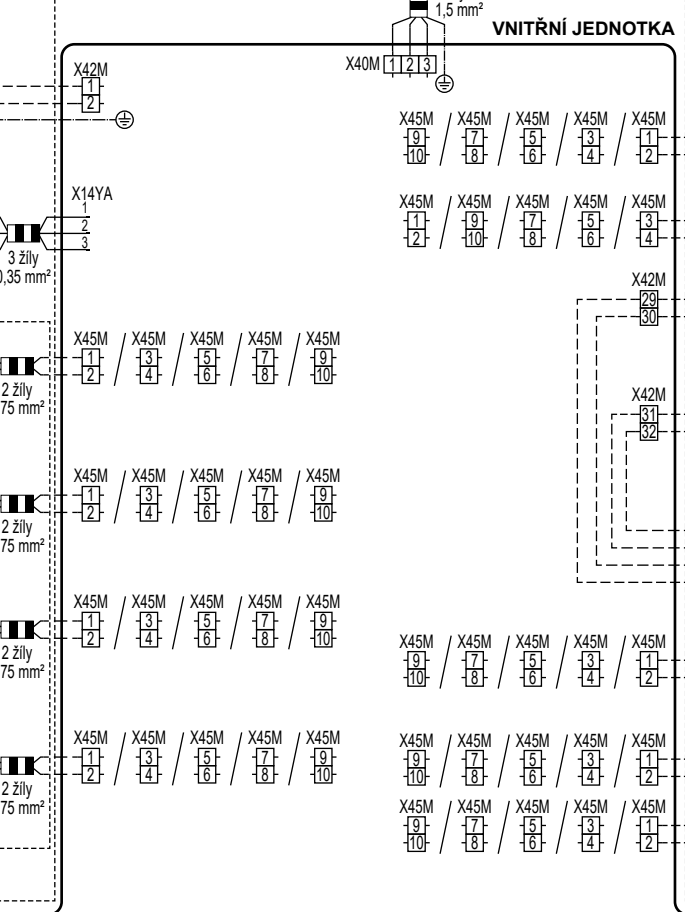 1,5 mm²
VNITŘNÍ JEDNOTKA
X40M 1 2 3
X42M
1
2
X45M / X45M / X45M / X45M / X45M
9 7 5 3 1
10 8 6 4 2
X14YA
1
2
3
3 žíly
0,35 mm²
X45M / X45M / X45M / X45M / X45M
1 9 7 5 3
2 10 8 6 4
X42M
29
30
X45M / X45M / X45M / X45M / X45M
1 3 5 7 9
2 4 6 8 10
2 žíly
75 mm²
X42M
31
32
X45M / X45M / X45M / X45M / X45M
1 3 5 7 9
2 4 6 8 10
2 žíly
75 mm²
X45M / X45M / X45M / X45M / X45M
1 3 5 7 9
2 4 6 8 10
2 žíly
75 mm²
X45M / X45M / X45M / X45M / X45M
9 7 5 3 1
10 8 6 4 2
X45M / X45M / X45M / X45M / X45M
1 3 5 7 9
2 4 6 8 10
2 žíly
75 mm²
X45M / X45M / X45M / X45M / X45M
9 7 5 3 1
10 8 6 4 2
X45M / X45M / X45M / X45M / X45M
9 7 5 3 1
10 8 6 4 2